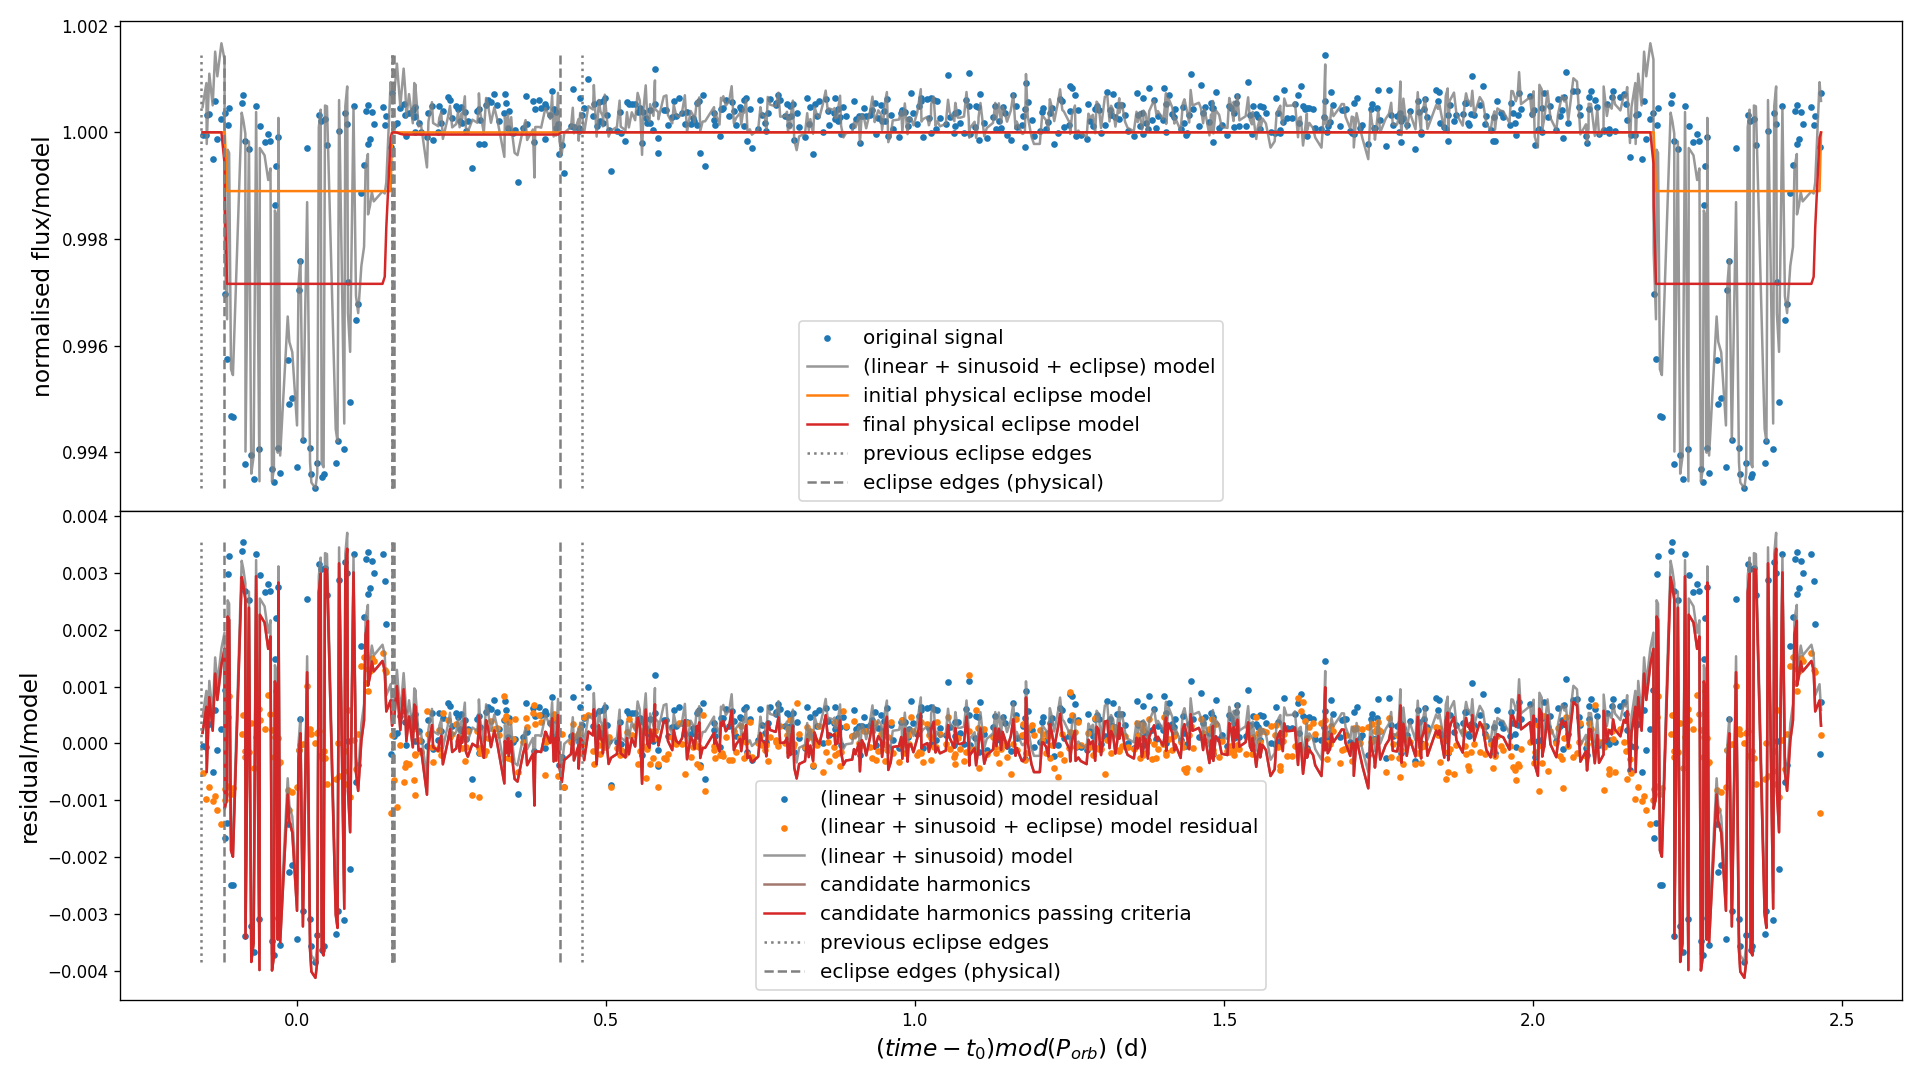 1.002
1.000
0.998
0.996
0.994
normalised flux/model
original signal
(linear + sinusoid + eclipse) model
initial physical eclipse model
final physical eclipse model
previous eclipse edges
eclipse edges (physical)
0.004
0.003
0.002
0.001
0.000
−0.001
−0.002
−0.003
−0.004
residual/model
(linear + sinusoid) model residual
(linear + sinusoid + eclipse) model residual
(linear + sinusoid) model
candidate harmonics
candidate harmonics passing criteria
previous eclipse edges
eclipse edges (physical)
0.0 0.5 1.0 1.5 2.0 2.5
(time − t₀)mod(P_orb) (d)